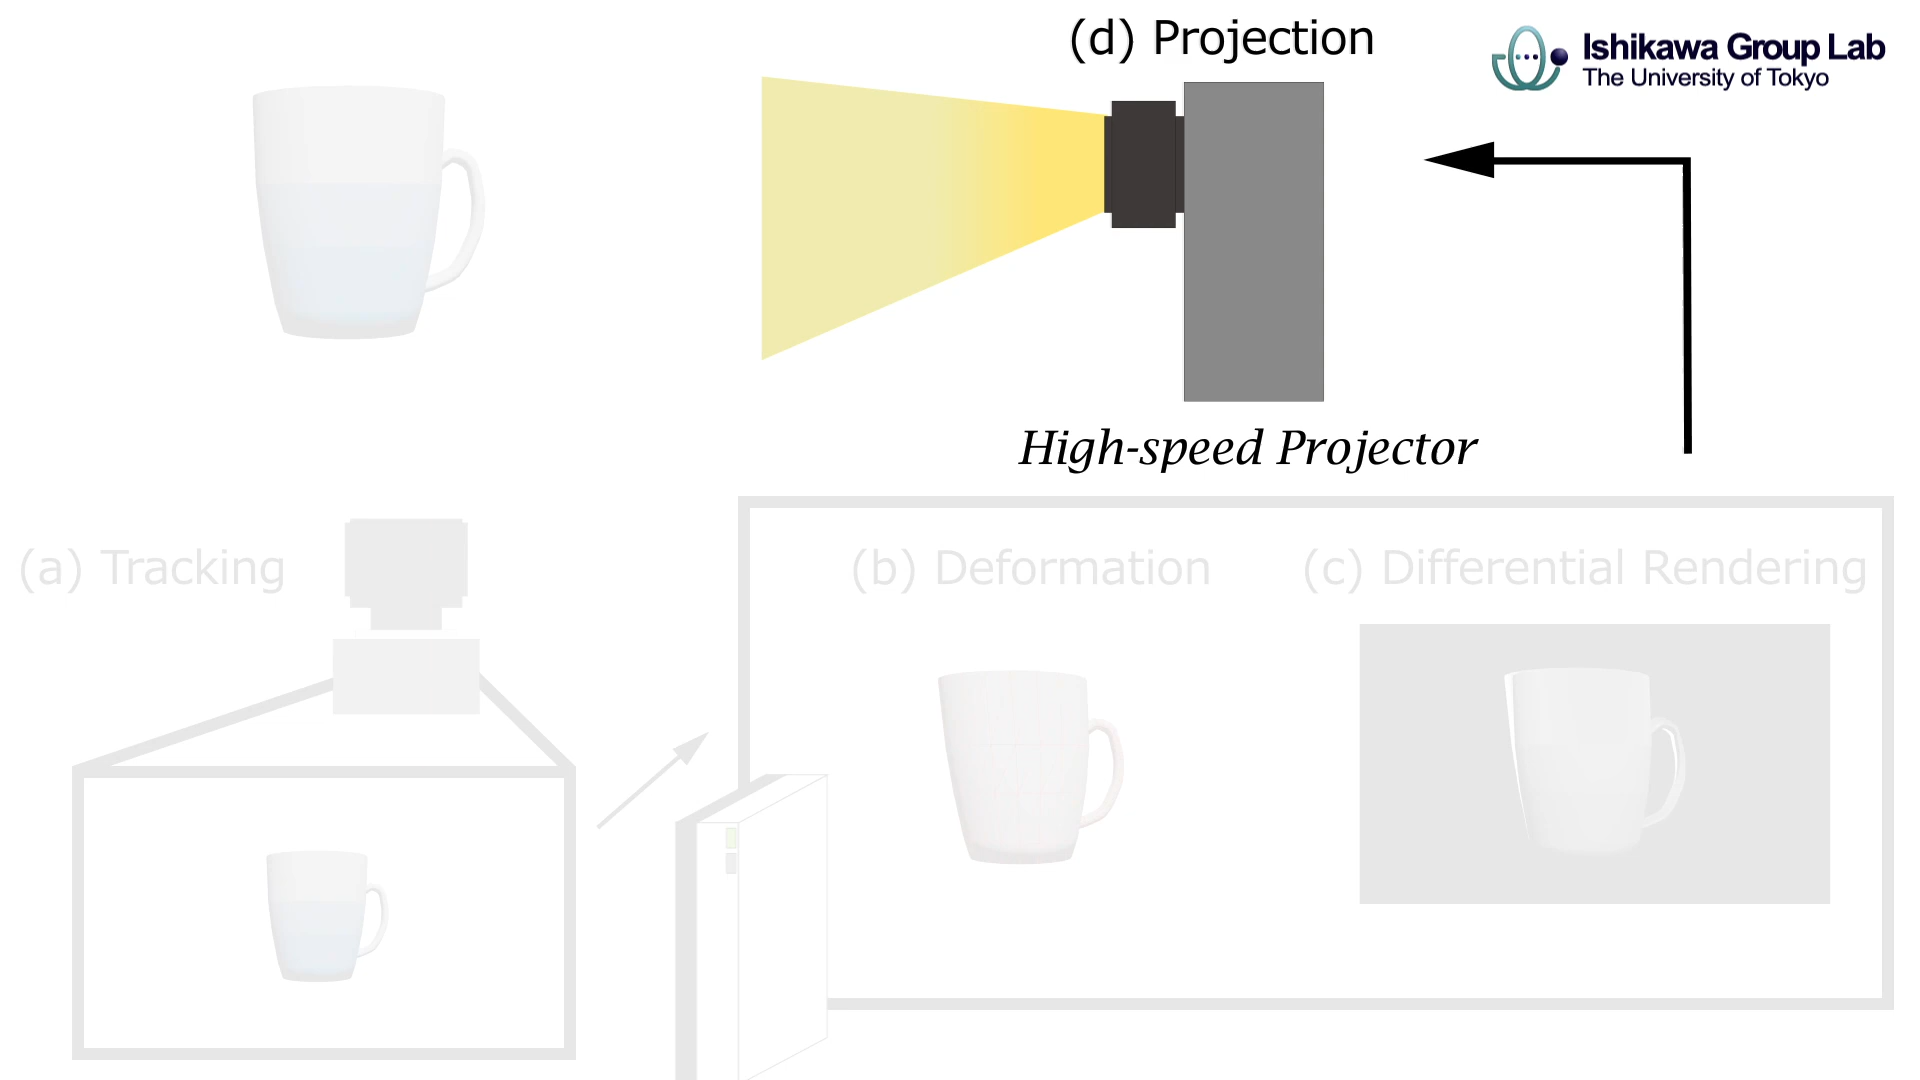 (d) Projection
Ishikawa Group Lab
The University of Tokyo
High-speed Projector
(a) Tracking
(b) Deformation
(c) Differential Rendering